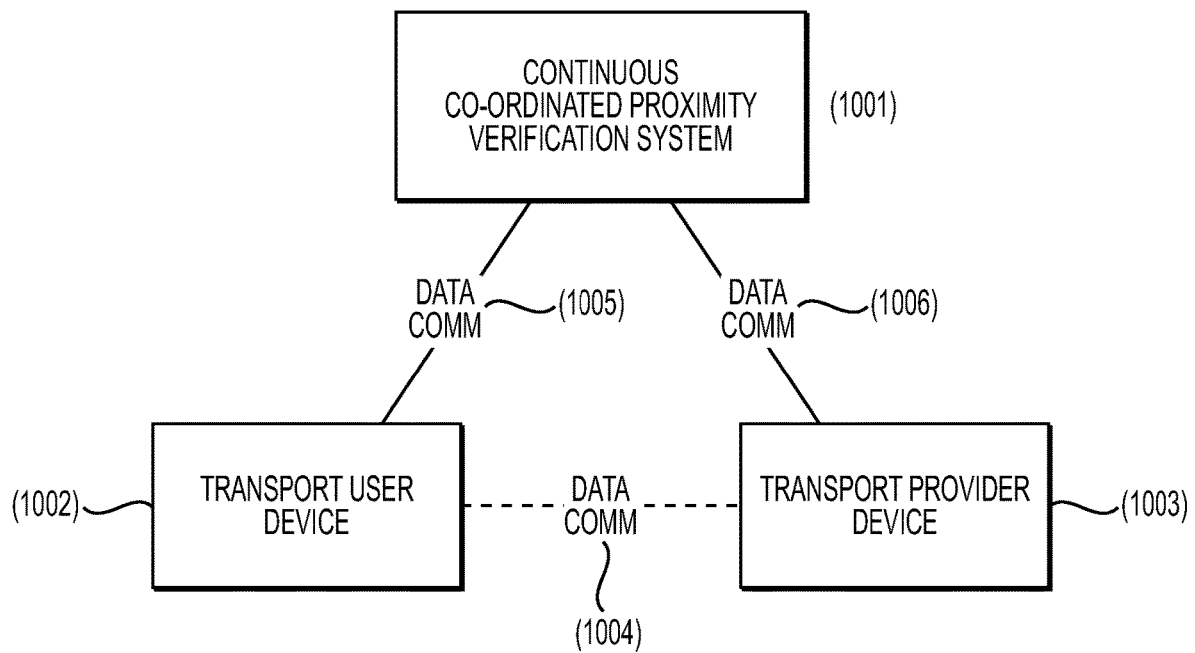 CONTINUOUS
CO-ORDINATED PROXIMITY
VERIFICATION SYSTEM
(1001)
DATA
COMM
(1005)
DATA
COMM
(1006)
(1002)
TRANSPORT USER
DEVICE
DATA
COMM
(1004)
TRANSPORT PROVIDER
DEVICE
(1003)